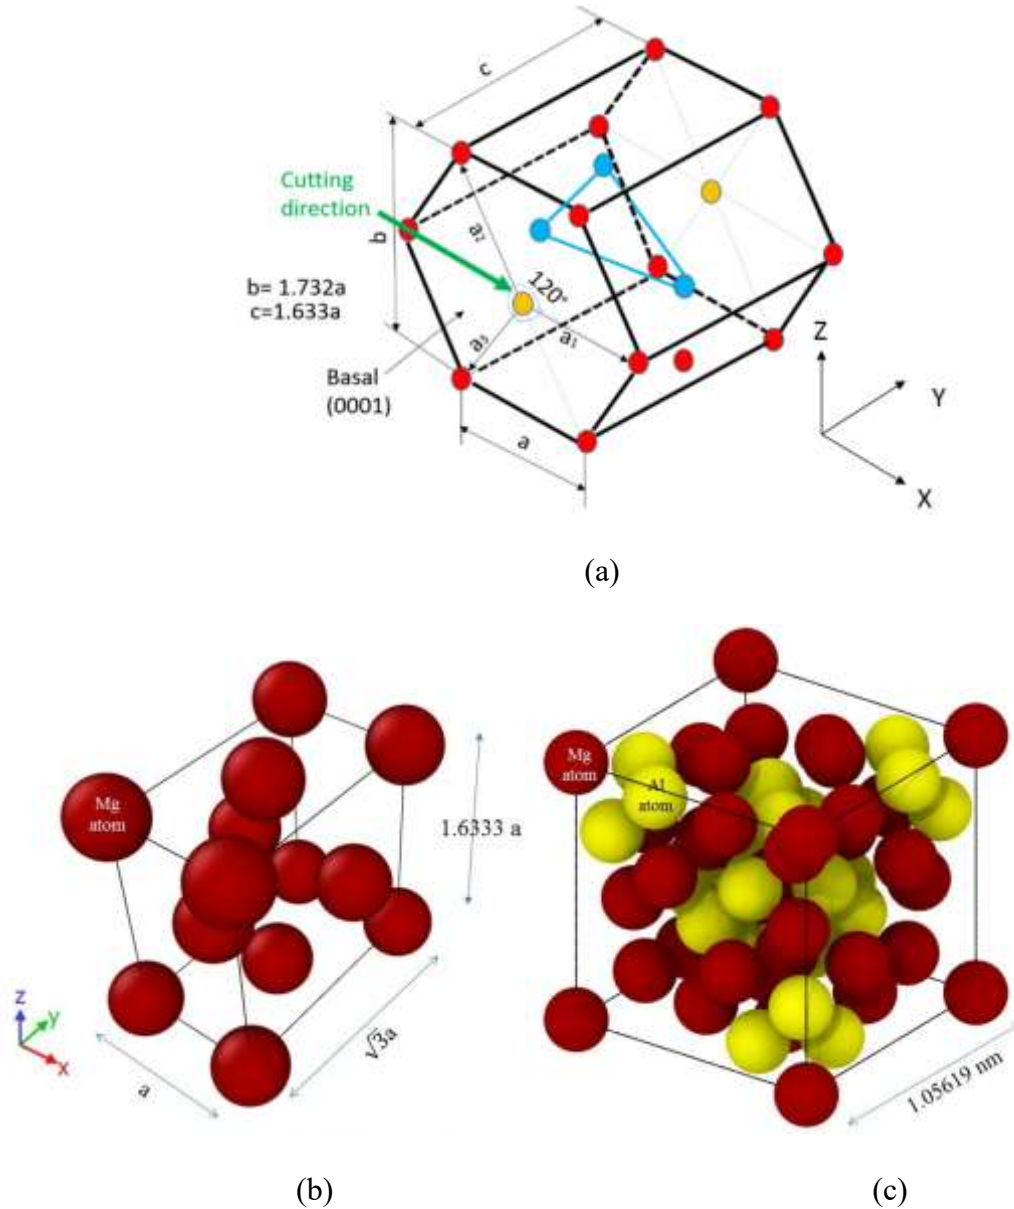 c
Cutting
direction
b
a₂
120°
b= 1.732a
c=1.633a
a₁
a₃
Basal
(0001)
a
Z
Y
X
(a)
Mg
atom
1.6333 a
Z
Y
X
a
√3a
Mg
atom
Al
atom
1.05619 nm
(b)
(c)